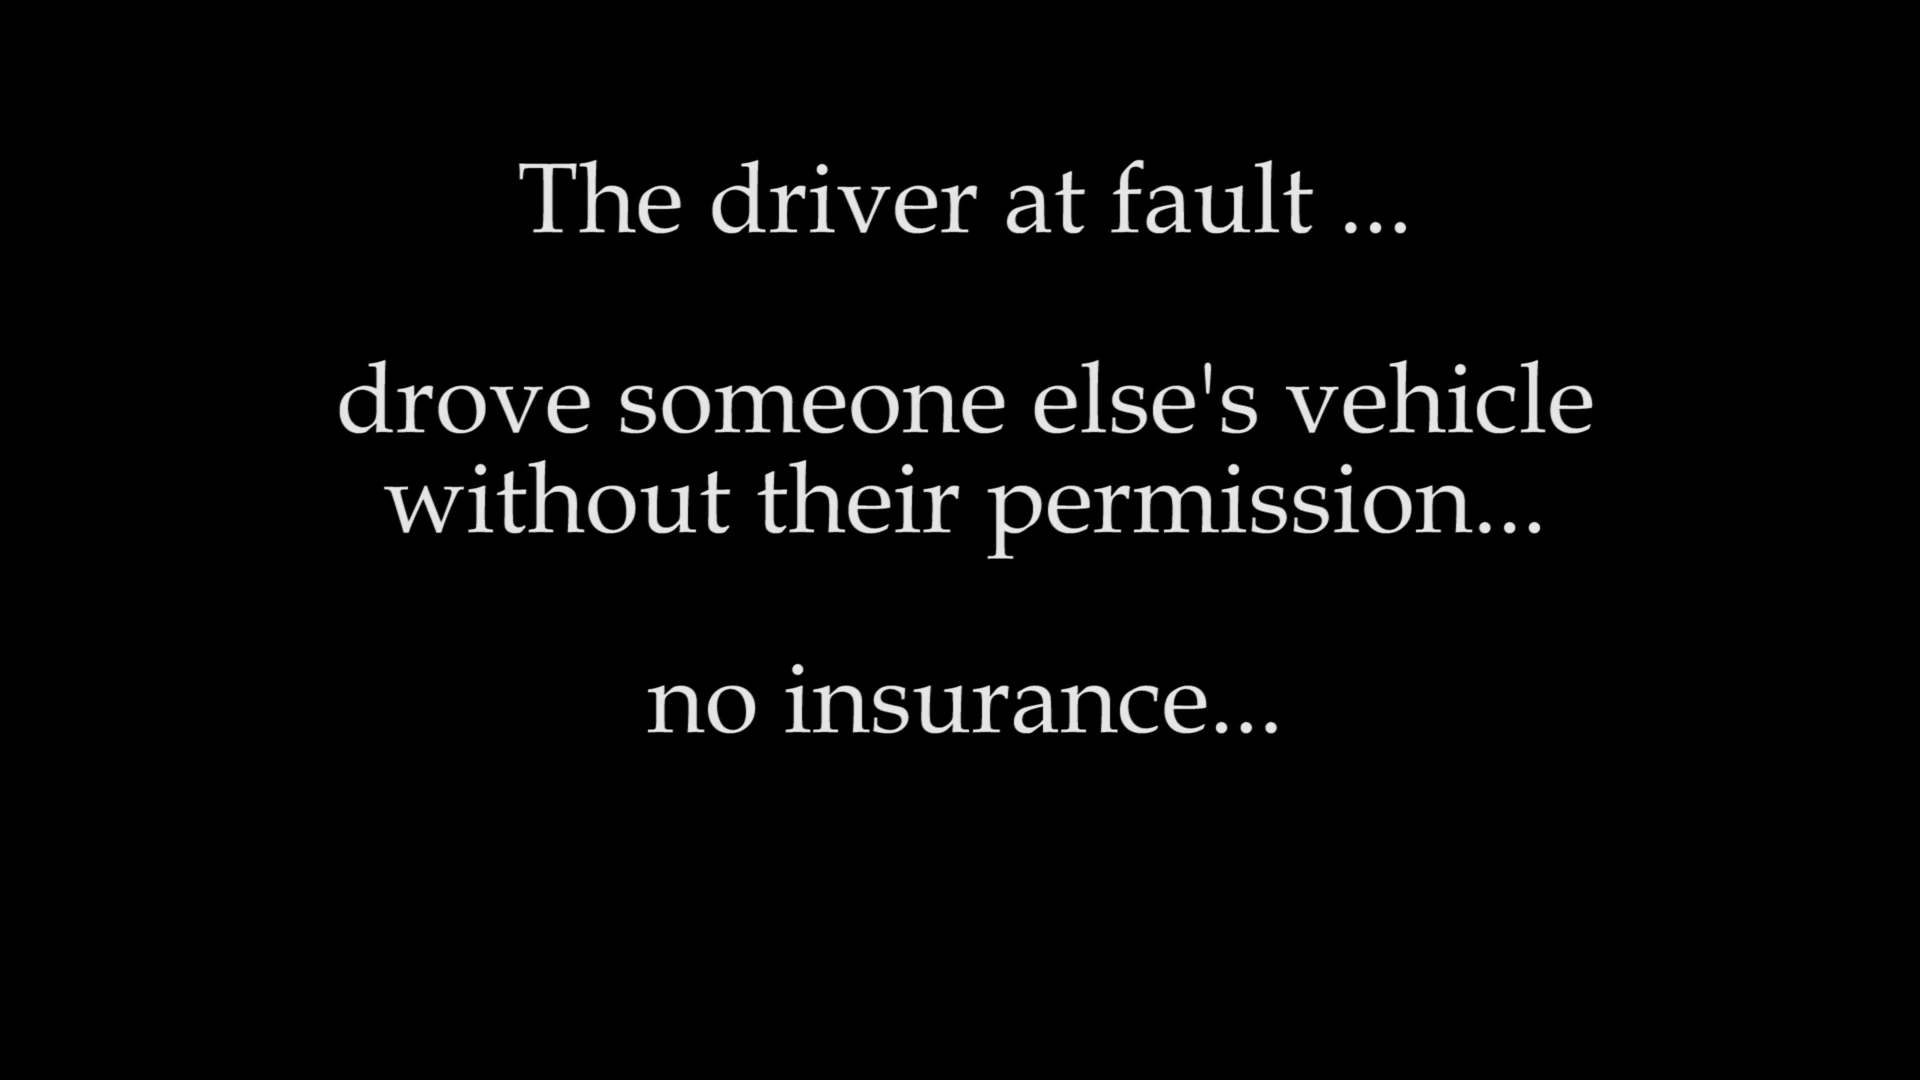 The driver at fault ...
drove someone else's vehicle
without their permission...
no insurance...